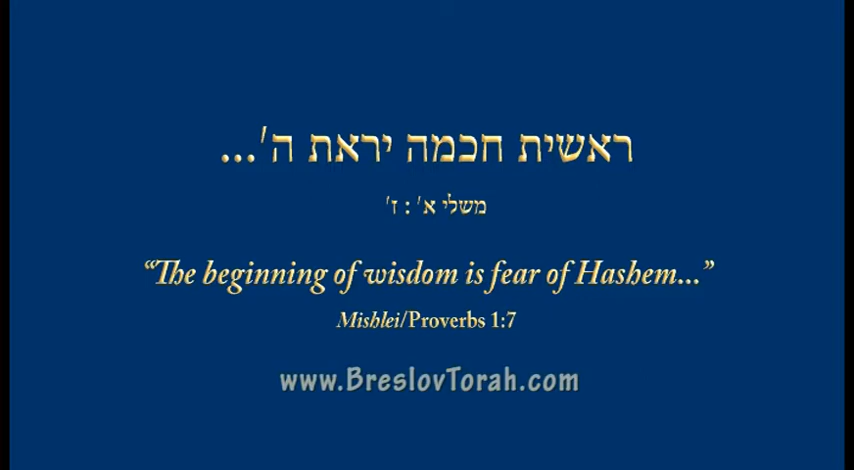 ראשית חכמה יראת ה'...
משלי א' : ז'
“The beginning of wisdom is fear of Hashem...”
Mishlei/Proverbs 1:7
www.BreslovTorah.com